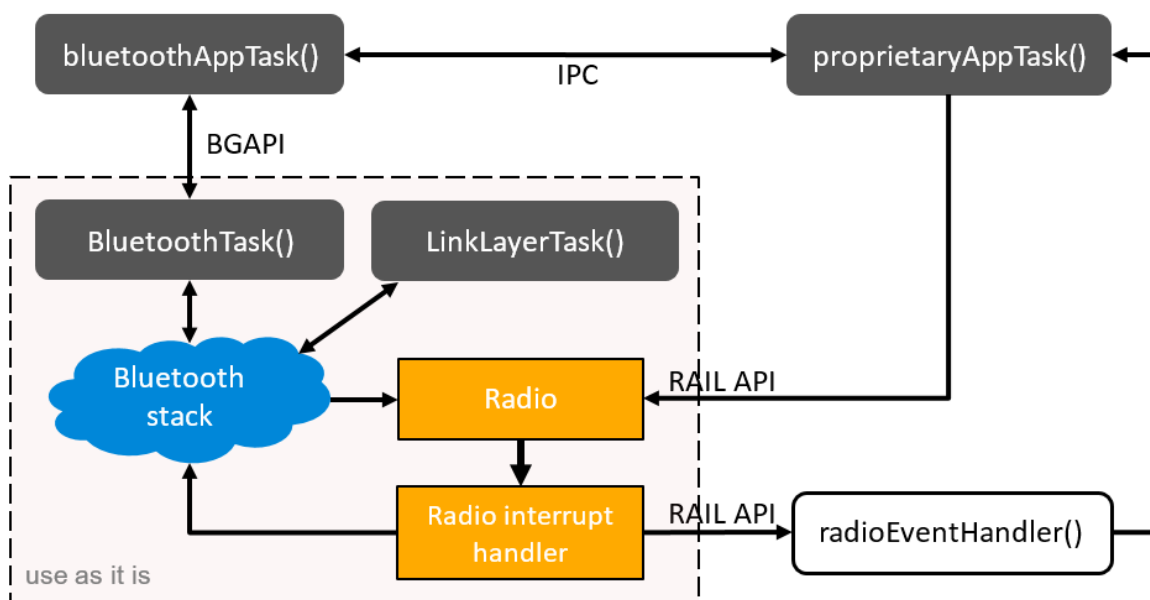 bluetoothAppTask()
IPC
proprietaryAppTask()
BGAPI
BluetoothTask()
LinkLayerTask()
Bluetooth
stack
Radio
RAIL API
Radio interrupt
handler
RAIL API
radioEventHandler()
use as it is